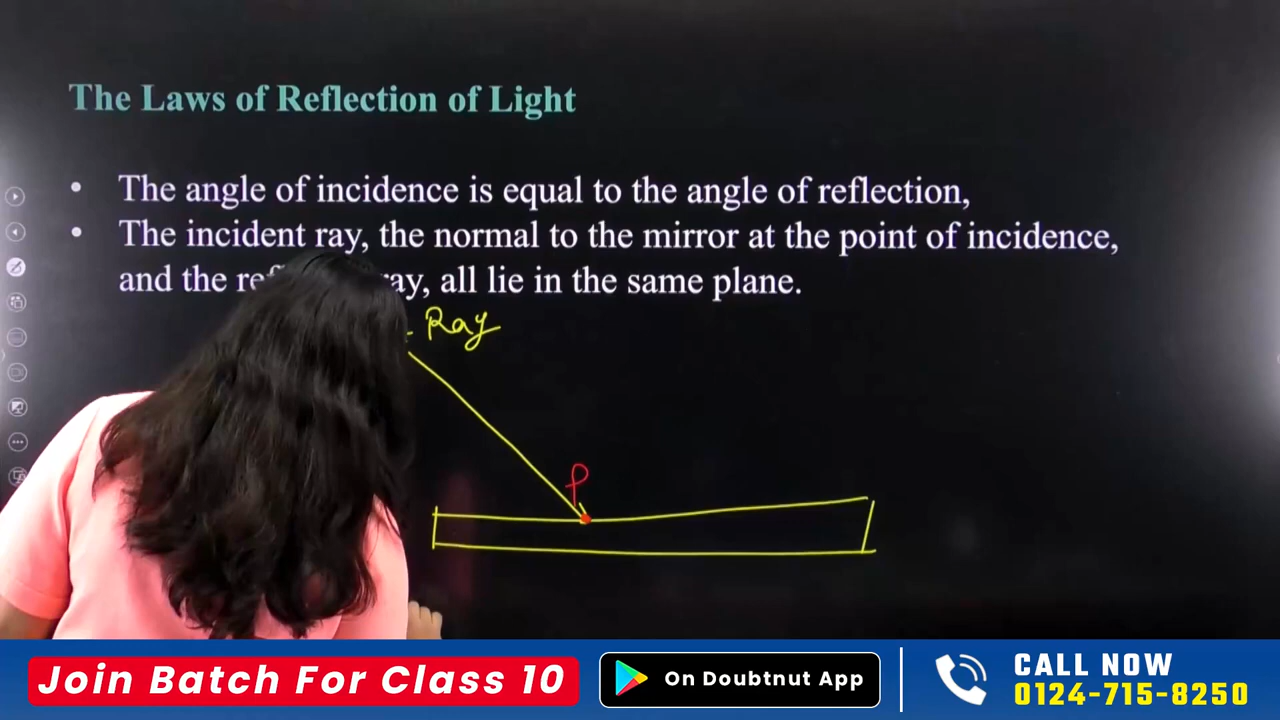 The Laws of Reflection of Light
• The angle of incidence is equal to the angle of reflection,
• The incident ray, the normal to the mirror at the point of incidence,
and the ray, all lie in the same plane.
Ray
P
Join Batch For Class 10
On Doubtnut App
CALL NOW
0124-715-8250